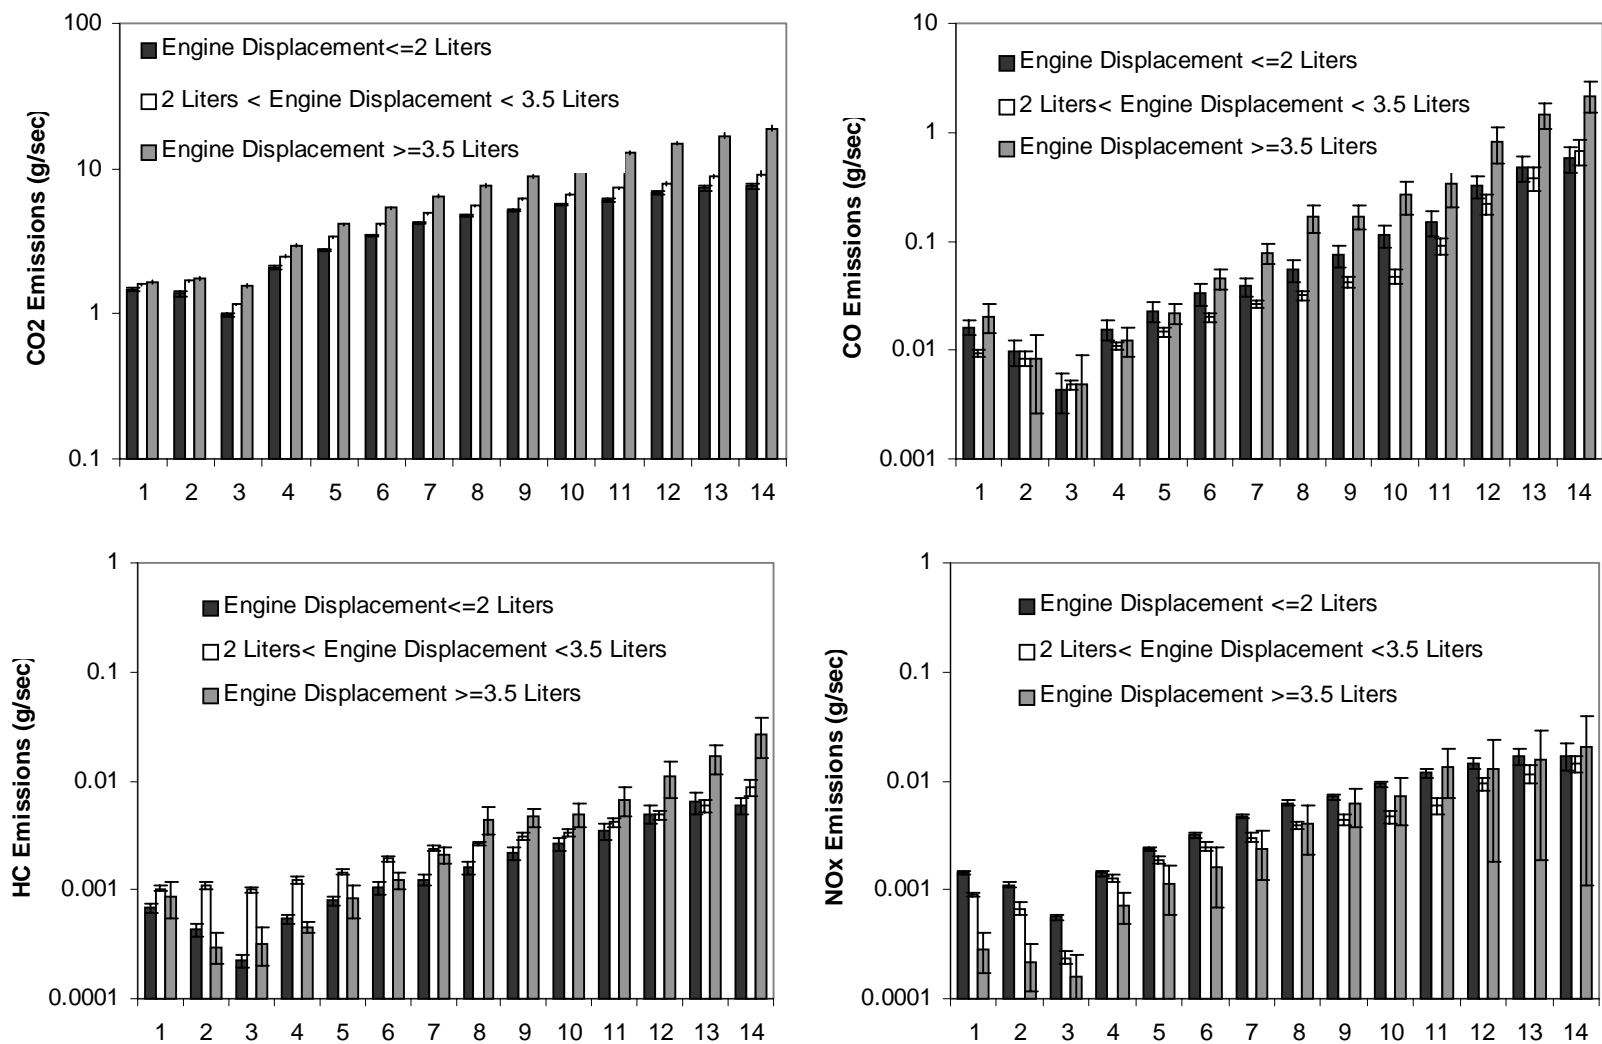 CO2 Emissions (g/sec)
100
10
1
0.1
Engine Displacement<=2 Liters
2 Liters < Engine Displacement < 3.5 Liters
Engine Displacement >=3.5 Liters
1 2 3 4 5 6 7 8 9 10 11 12 13 14
CO Emissions (g/sec)
10
1
0.1
0.01
0.001
Engine Displacement <=2 Liters
2 Liters< Engine Displacement < 3.5 Liters
Engine Displacement >=3.5 Liters
1 2 3 4 5 6 7 8 9 10 11 12 13 14
HC Emissions (g/sec)
1
0.1
0.01
0.001
0.0001
Engine Displacement<=2 Liters
2 Liters< Engine Displacement <3.5 Liters
Engine Displacement >=3.5 Liters
1 2 3 4 5 6 7 8 9 10 11 12 13 14
NOx Emissions (g/sec)
1
0.1
0.01
0.001
0.0001
Engine Displacement <=2 Liters
2 Liters< Engine Displacement <3.5 Liters
Engine Displacement >=3.5 Liters
1 2 3 4 5 6 7 8 9 10 11 12 13 14